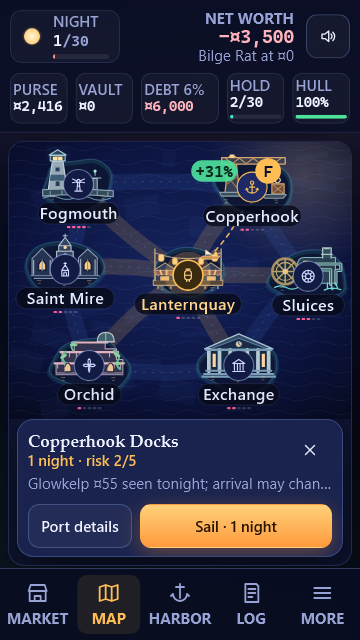 NIGHT
1/30
NET WORTH
−¤3,500
Bilge Rat at ¤0
PURSE
¤2,416
VAULT
¤0
DEBT 6%
¤6,000
HOLD
2/30
HULL
100%
+31%
F
Fogmouth
Copperhook
Saint Mire
Lanternquay
Sluices
Orchid
Exchange
Copperhook Docks
1 night · risk 2/5
Glowkelp ¤55 seen tonight; arrival may chan...
Port details
Sail · 1 night
MARKET
MAP
HARBOR
LOG
MORE